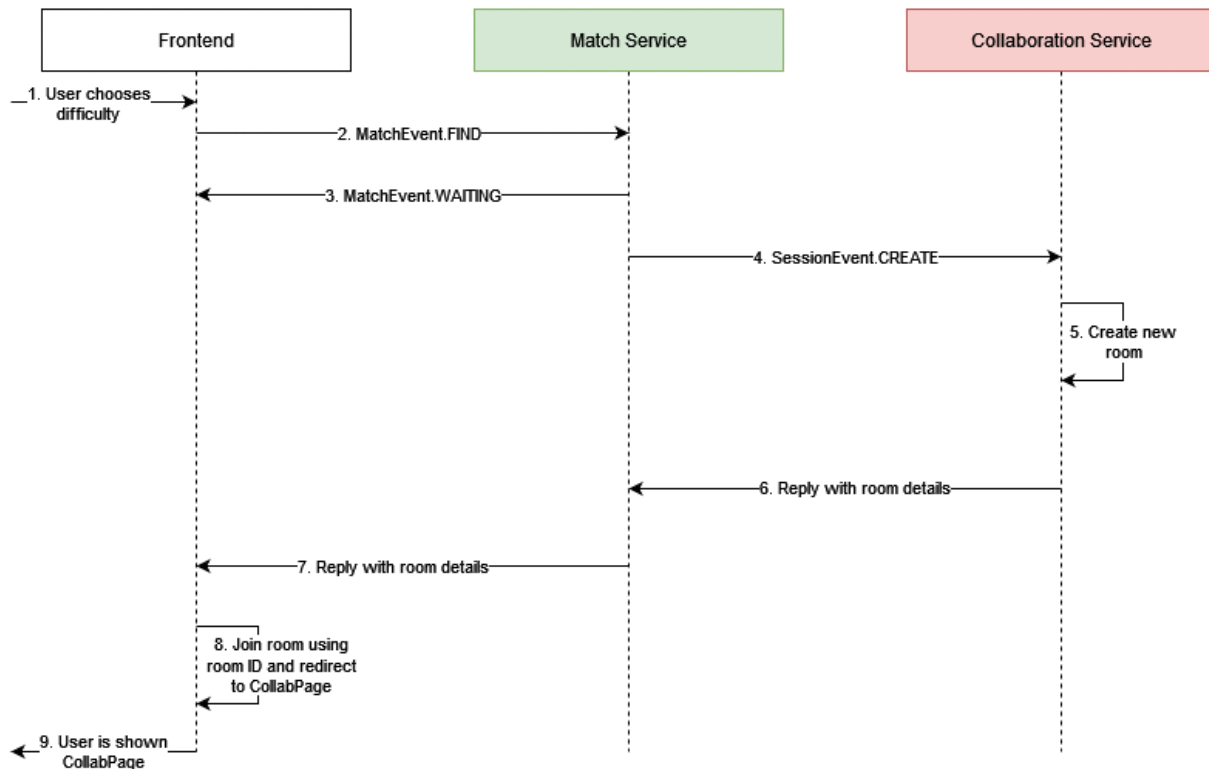 Frontend
Match Service
Collaboration Service
1. User chooses
difficulty
2. MatchEvent.FIND
3. MatchEvent.WAITING
4. SessionEvent.CREATE
5. Create new
room
6. Reply with room details
7. Reply with room details
8. Join room using
room ID and redirect
to CollabPage
9. User is shown
CollabPage